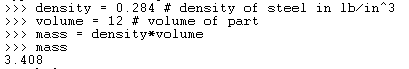 >>> density = 0.284 # density of steel in lb/in^3
>>> volume = 12 # volume of part
>>> mass = density*volume
>>> mass
3.408